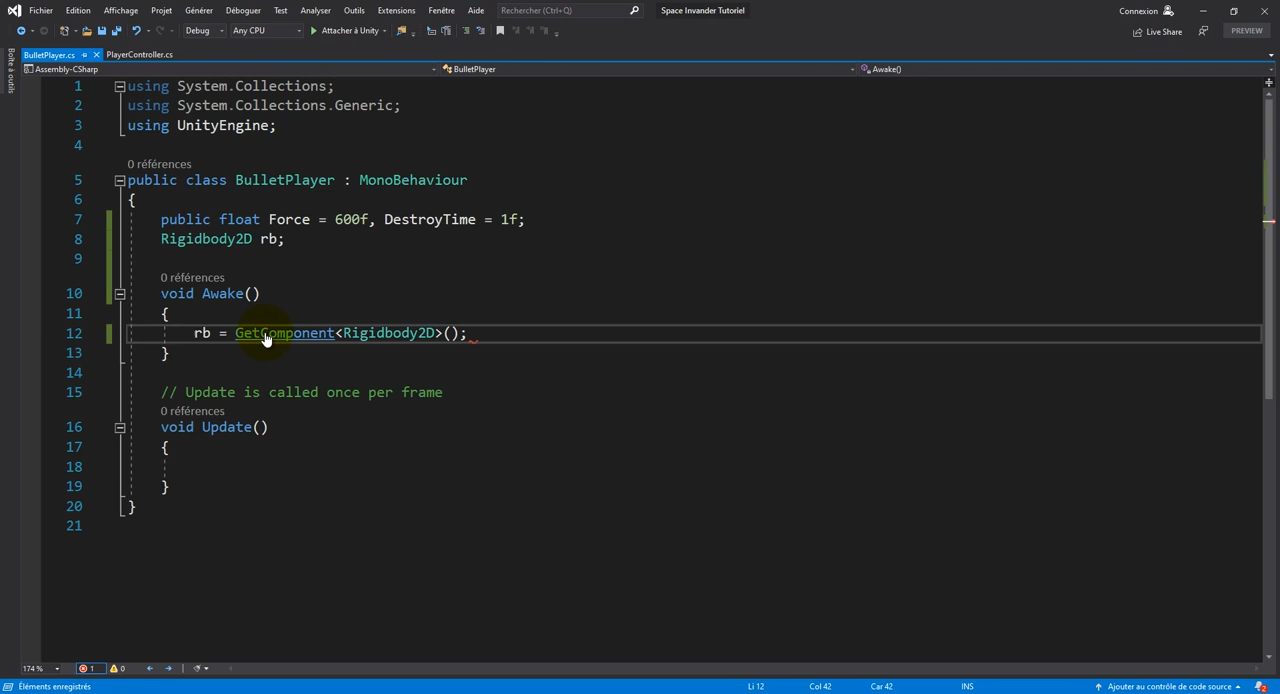 Fichier Edition Affichage Projet Générer Déboguer Test Analyser Outils Extensions Fenêtre Aide Rechercher (Ctrl+Q) Space Invander Tutoriel Connexion
Debug Any CPU Attacher à Unity Live Share PREVIEW
Boîte à outils
BulletPlayer.cs PlayerController.cs
Assembly-CSharp BulletPlayer Awake()
1 using System.Collections;
2 using System.Collections.Generic;
3 using UnityEngine;
4
0 références
5 public class BulletPlayer : MonoBehaviour
6 {
7 public float Force = 600f, DestroyTime = 1f;
8 Rigidbody2D rb;
9
0 références
10 void Awake()
11 {
12 rb = GetComponent<Rigidbody2D>();
13 }
14
15 // Update is called once per frame
0 références
16 void Update()
17 {
18
19 }
20 }
21
174 % 1 0
Éléments enregistrés Li 12 Col 42 Car 42 INS Ajouter au contrôle de code source 2